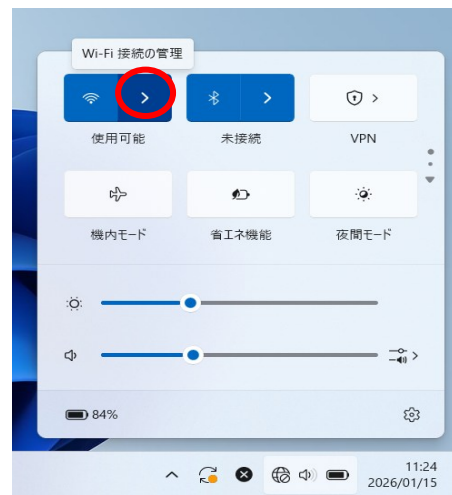 Wi-Fi 接続の管理
使用可能
未接続
VPN
機内モード
省エネ機能
夜間モード
84%
11:24
2026/01/15